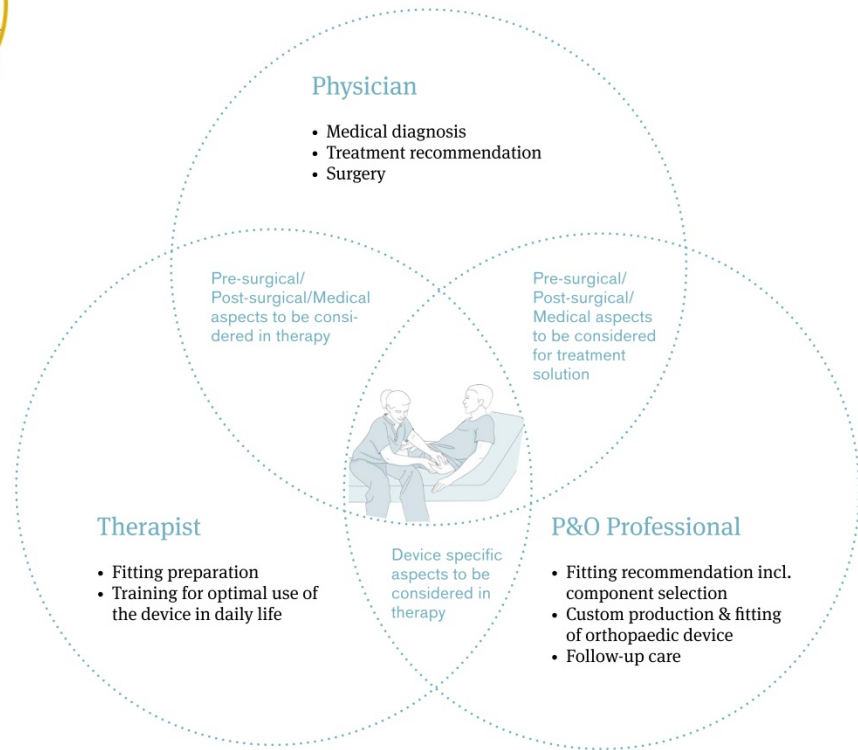 Physician
• Medical diagnosis
• Treatment recommendation
• Surgery
Pre-surgical/
Post-surgical/Medical
aspects to be consi-
dered in therapy
Pre-surgical/
Post-surgical/
Medical aspects
to be considered
for treatment
solution
Therapist
• Fitting preparation
• Training for optimal use of
the device in daily life
Device specific
aspects to be
considered in
therapy
P&O Professional
• Fitting recommendation incl.
component selection
• Custom production & fitting
of orthopaedic device
• Follow-up care